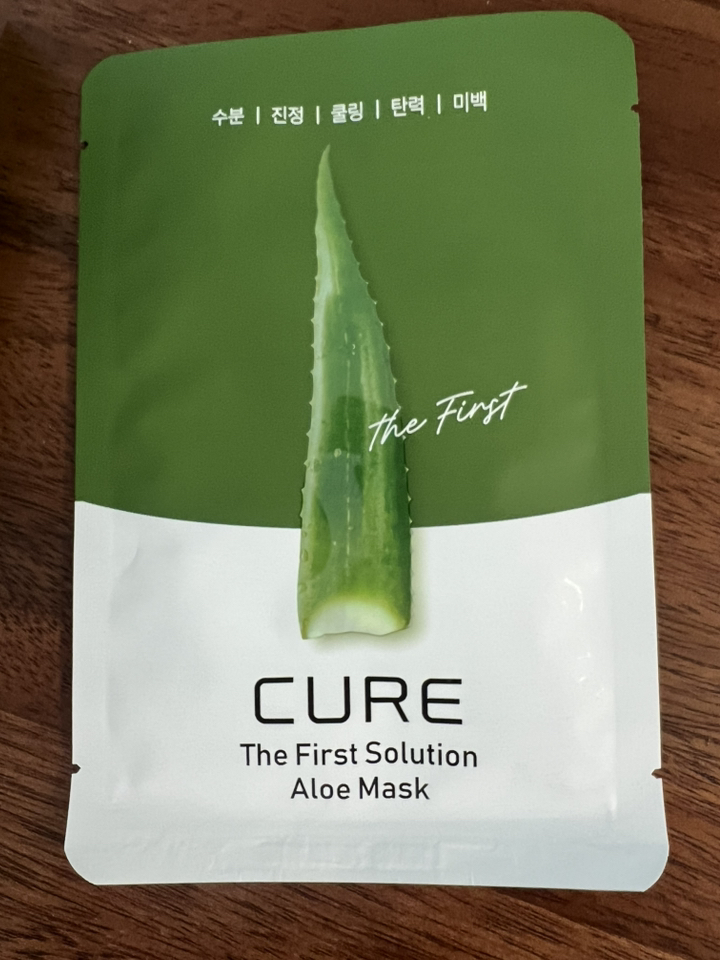 수분 | 진정 | 쿨링 | 탄력 | 미백
the First
CURE
The First Solution
Aloe Mask